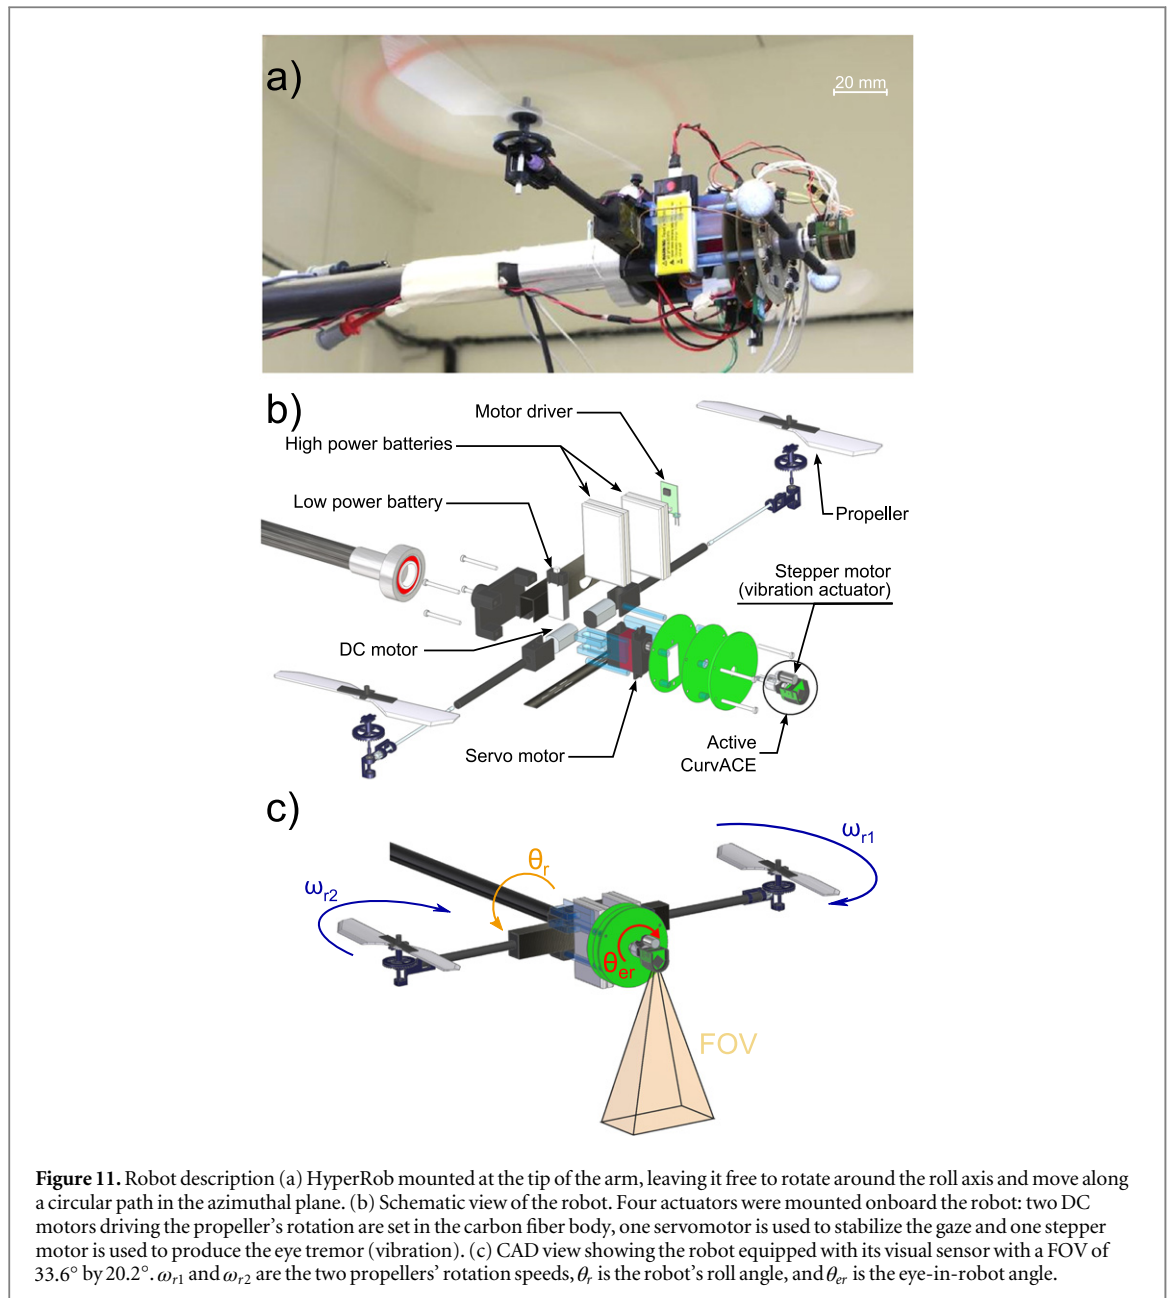 a)
20 mm
b)
Motor driver
High power batteries
Low power battery
Propeller
Stepper motor
(vibration actuator)
DC motor
Servo motor
Active
CurvACE
c)
ωr1
θr
ωr2
θer
FOV
Figure 11. Robot description (a) HyperRob mounted at the tip of the arm, leaving it free to rotate around the roll axis and move along
a circular path in the azimuthal plane. (b) Schematic view of the robot. Four actuators were mounted onboard the robot: two DC
motors driving the propeller's rotation are set in the carbon fiber body, one servomotor is used to stabilize the gaze and one stepper
motor is used to produce the eye tremor (vibration). (c) CAD view showing the robot equipped with its visual sensor with a FOV of
33.6° by 20.2°. ωr1 and ωr2 are the two propellers' rotation speeds, θr is the robot's roll angle, and θer is the eye-in-robot angle.